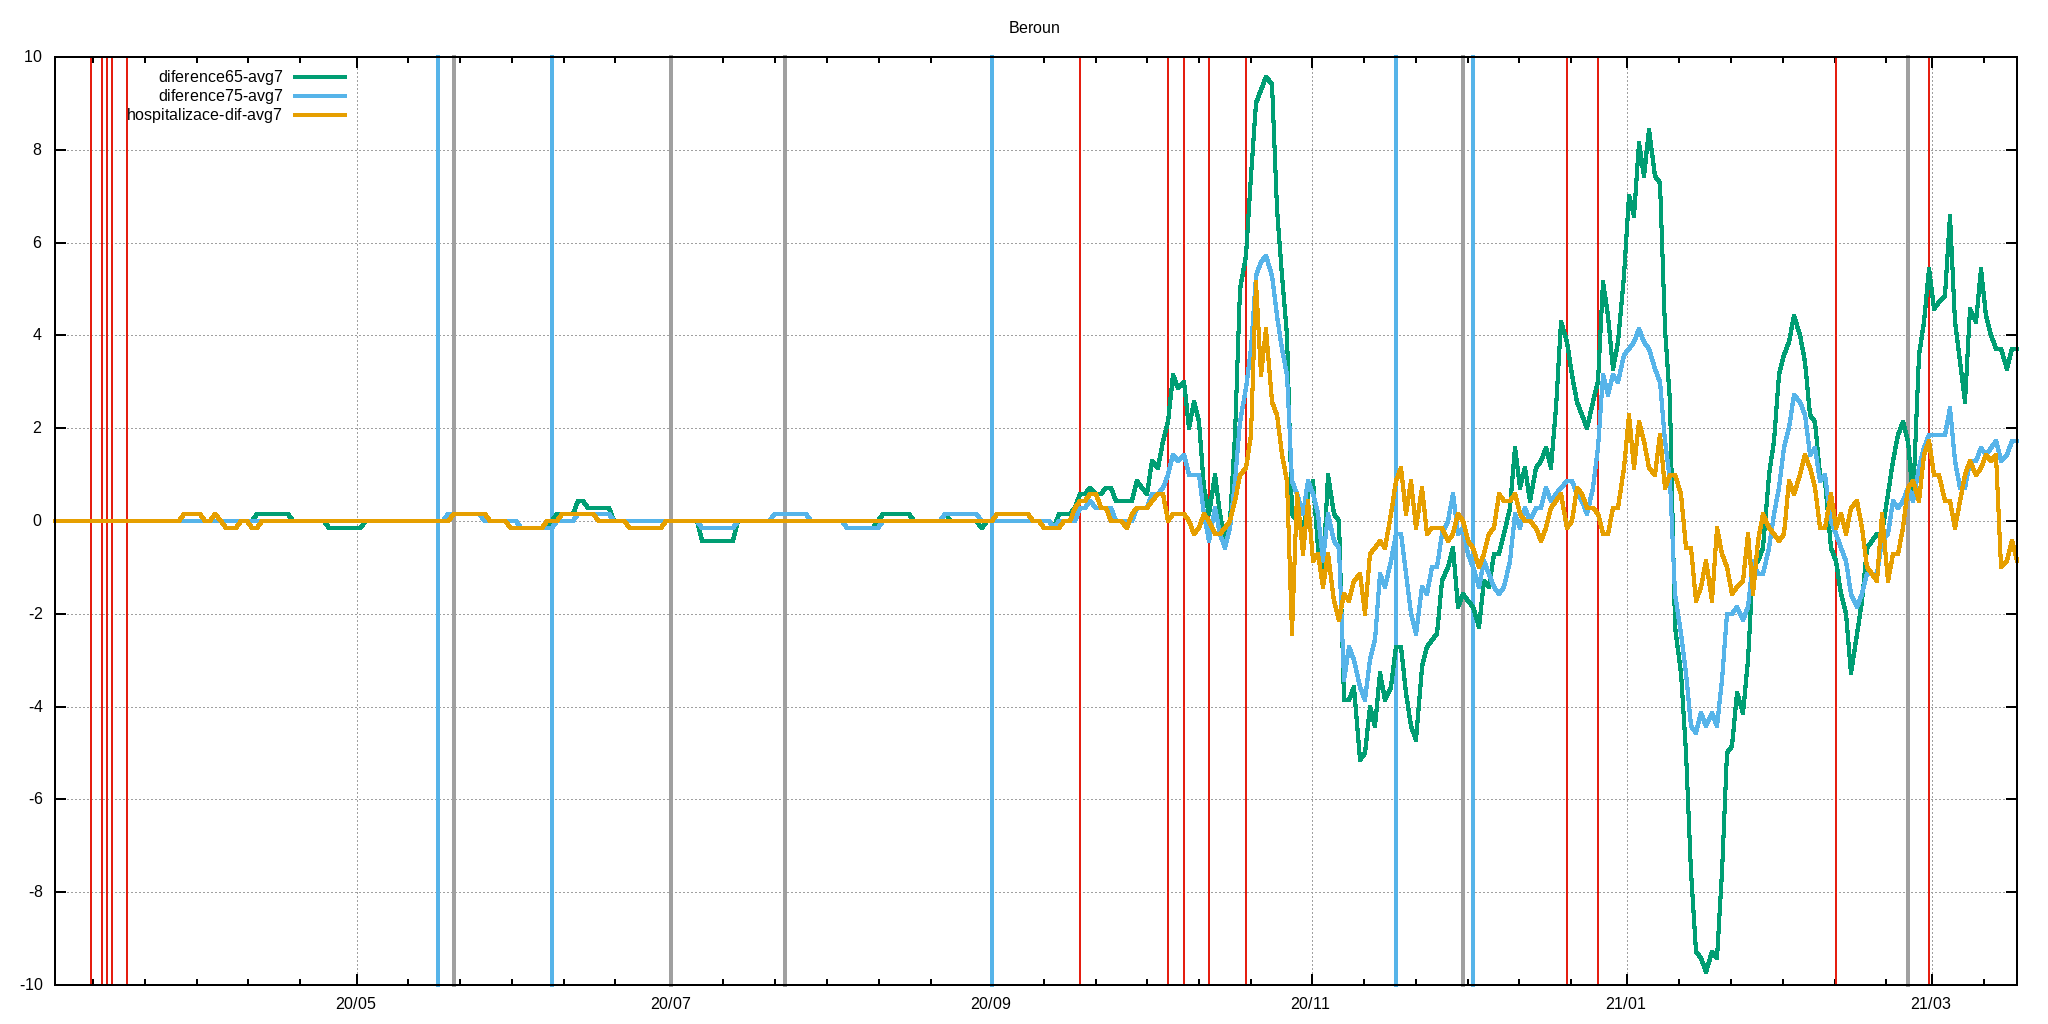 Beroun
diference65-avg7
diference75-avg7
hospitalizace-dif-avg7
10
8
6
4
2
0
-2
-4
-6
-8
-10
20/05 20/07 20/09 20/11 21/01 21/03